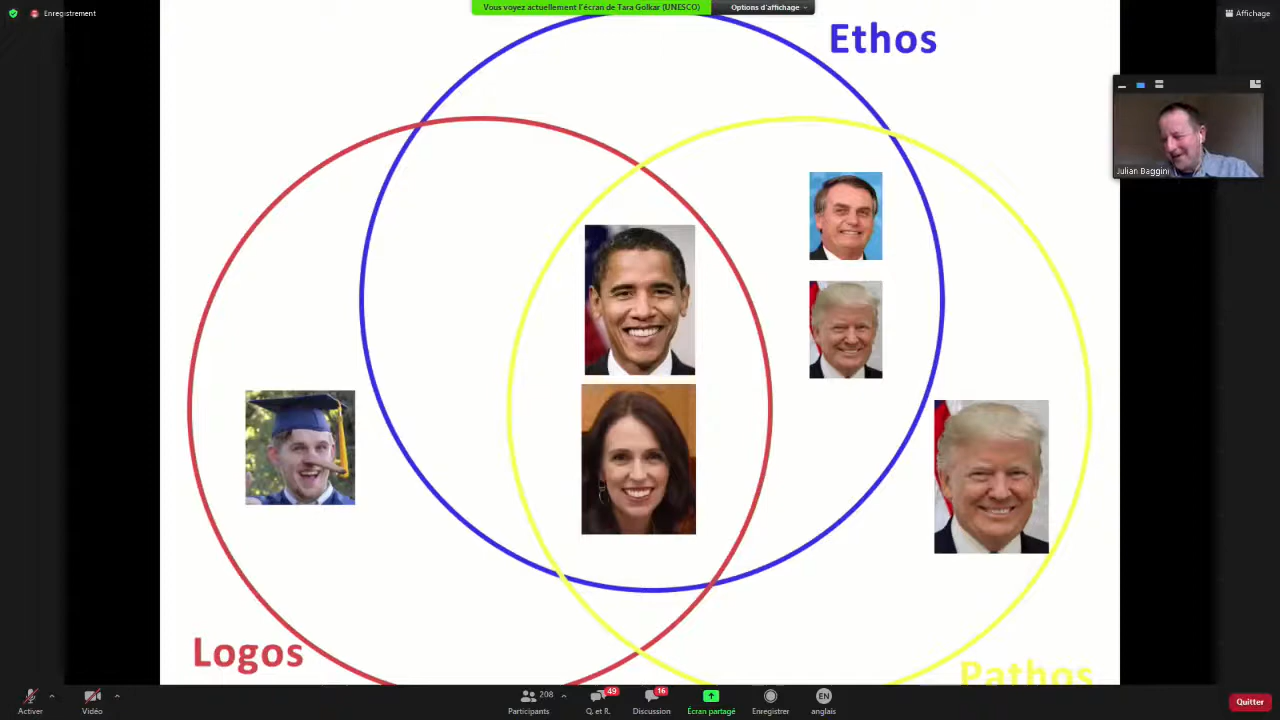 Enregistrement
Vous voyez actuellement l'écran de Tara Golkar (UNESCO)
Options d'affichage
Affichage
Ethos
Julian Baggini
Logos
Pathos
Activer
Vidéo
208
Participants
49
Q. et R.
16
Discussion
Écran partagé
Enregistrer
EN
anglais
Quitter